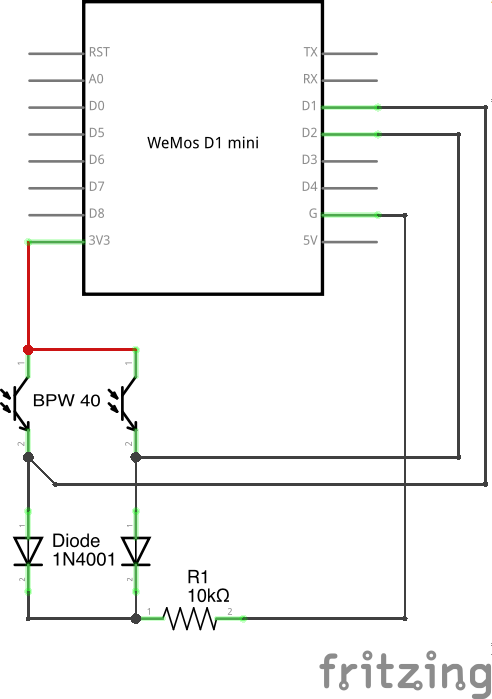 RST
TX
A0
RX
D0
D1
WeMos D1 mini
D5
D2
D6
D3
D7
D4
D8
G
3V3
5V
1
1
BPW 40
2
2
1
1
Diode
1N4001
2
2
R1
10kΩ
1
2
fritzing